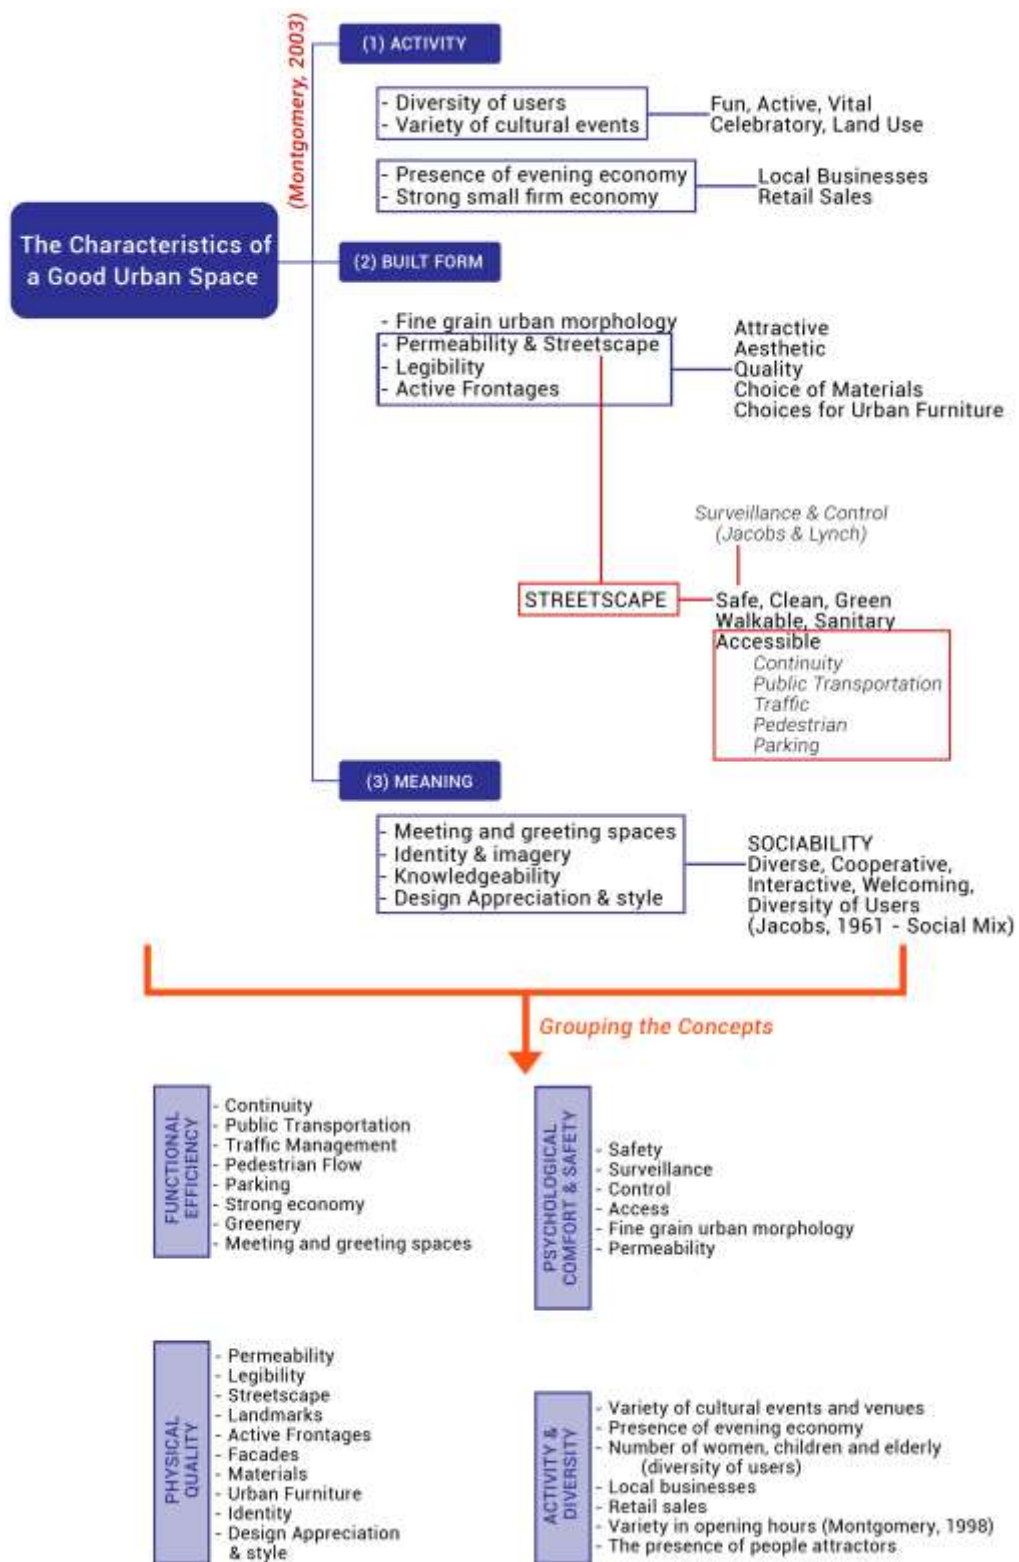 (Montgomery, 2003)
The Characteristics of
a Good Urban Space
(1) ACTIVITY
- Diversity of users
- Variety of cultural events
Fun, Active, Vital
Celebratory, Land Use
- Presence of evening economy
- Strong small firm economy
Local Businesses
Retail Sales
(2) BUILT FORM
- Fine grain urban morphology
- Permeability & Streetscape
- Legibility
- Active Frontages
Attractive
Aesthetic
Quality
Choice of Materials
Choices for Urban Furniture
Surveillance & Control
(Jacobs & Lynch)
STREETSCAPE
Safe, Clean, Green
Walkable, Sanitary
Accessible
Continuity
Public Transportation
Traffic
Pedestrian
Parking
(3) MEANING
- Meeting and greeting spaces
- Identity & imagery
- Knowledgeability
- Design Appreciation & style
SOCIABILITY
Diverse, Cooperative,
Interactive, Welcoming,
Diversity of Users
(Jacobs, 1961 - Social Mix)
Grouping the Concepts
FUNCTIONAL
EFFICIENCY
- Continuity
- Public Transportation
- Traffic Management
- Pedestrian Flow
- Parking
- Strong economy
- Greenery
- Meeting and greeting spaces
PSYCHOLOGICAL
COMFORT & SAFETY
- Safety
- Surveillance
- Control
- Access
- Fine grain urban morphology
- Permeability
PHYSICAL
QUALITY
- Permeability
- Legibility
- Streetscape
- Landmarks
- Active Frontages
- Facades
- Materials
- Urban Furniture
- Identity
- Design Appreciation
& style
ACTIVITY &
DIVERSITY
- Variety of cultural events and venues
- Presence of evening economy
- Number of women, children and elderly
(diversity of users)
- Local businesses
- Retail sales
- Variety in opening hours (Montgomery, 1998)
- The presence of people attractors